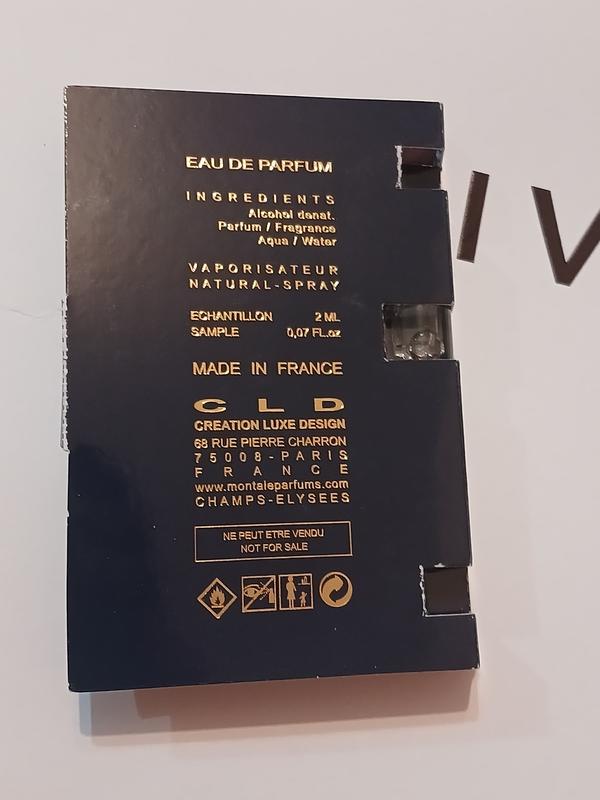 EAU DE PARFUM
INGREDIENTS
Alcohol denat.
Parfum / Fragrance
Aqua / Water
VAPORISATEUR
NATURAL-SPRAY
ECHANTILLON 2 ML
SAMPLE 0,07 FL.oz
MADE IN FRANCE
CLD
CREATION LUXE DESIGN
68 RUE PIERRE CHARRON
75008-PARIS
FRANCE
www.montaleparfums.com
CHAMPS-ELYSEES
NE PEUT ETRE VENDU
NOT FOR SALE
IV